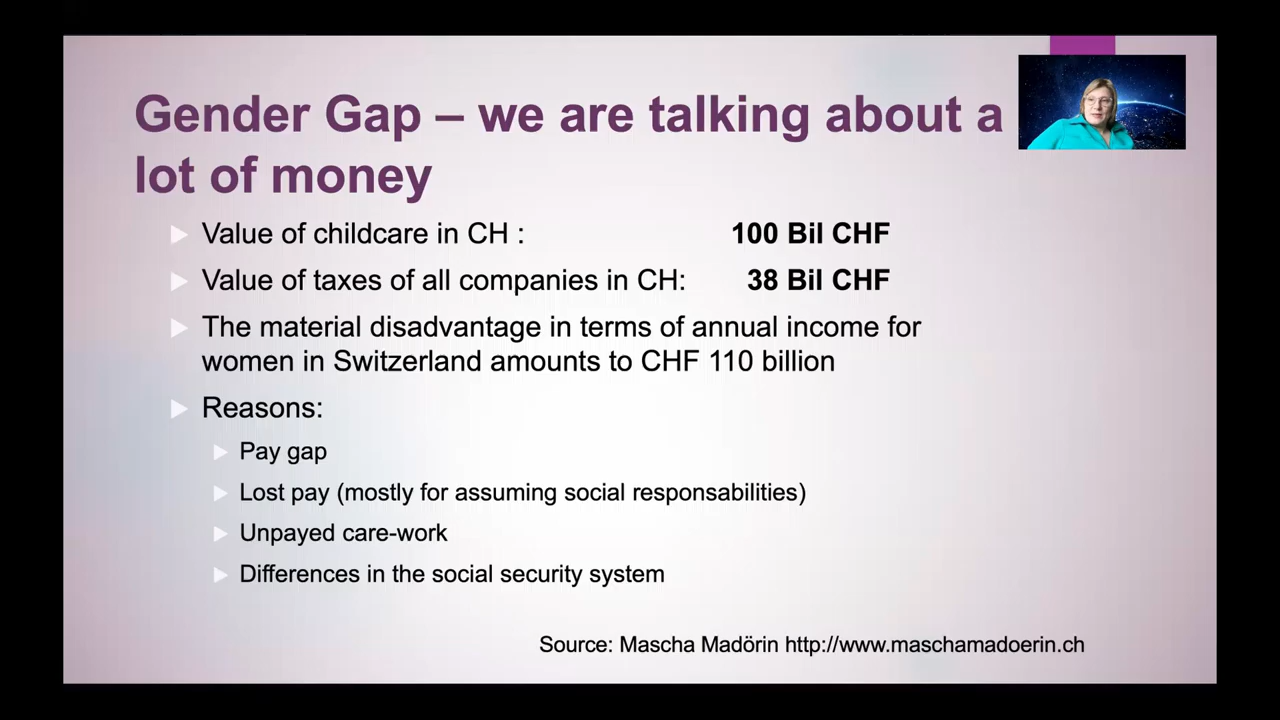 Gender Gap – we are talking about a
lot of money
Value of childcare in CH : 100 Bil CHF
Value of taxes of all companies in CH: 38 Bil CHF
The material disadvantage in terms of annual income for
women in Switzerland amounts to CHF 110 billion
Reasons:
Pay gap
Lost pay (mostly for assuming social responsabilities)
Unpayed care-work
Differences in the social security system
Source: Mascha Madörin http://www.maschamadoerin.ch